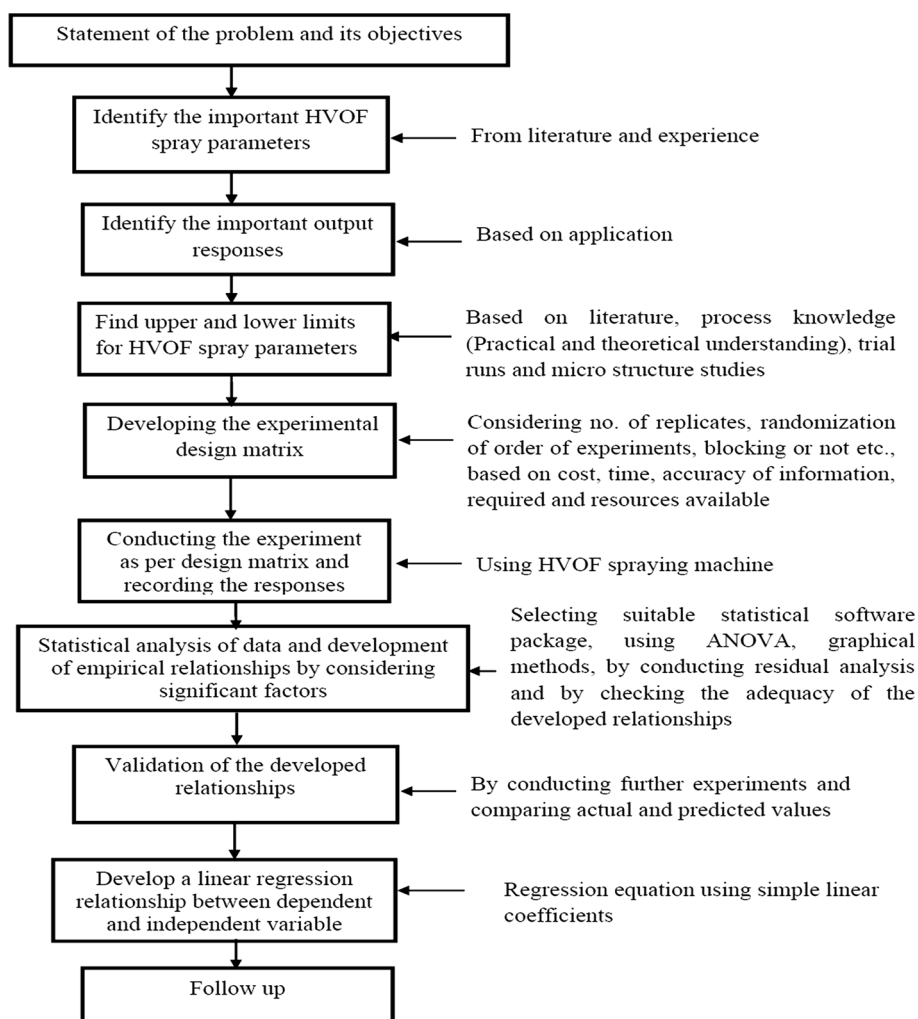 Statement of the problem and its objectives
Identify the important HVOF
spray parameters
From literature and experience
Identify the important output
responses
Based on application
Find upper and lower limits
for HVOF spray parameters
Based on literature, process knowledge
(Practical and theoretical understanding), trial
runs and micro structure studies
Developing the experimental
design matrix
Considering no. of replicates, randomization
of order of experiments, blocking or not etc.,
based on cost, time, accuracy of information,
required and resources available
Conducting the experiment
as per design matrix and
recording the responses
Using HVOF spraying machine
Statistical analysis of data and development
of empirical relationships by considering
significant factors
Selecting suitable statistical software
package, using ANOVA, graphical
methods, by conducting residual analysis
and by checking the adequacy of the
developed relationships
Validation of the developed
relationships
By conducting further experiments and
comparing actual and predicted values
Develop a linear regression
relationship between dependent
and independent variable
Regression equation using simple linear
coefficients
Follow up